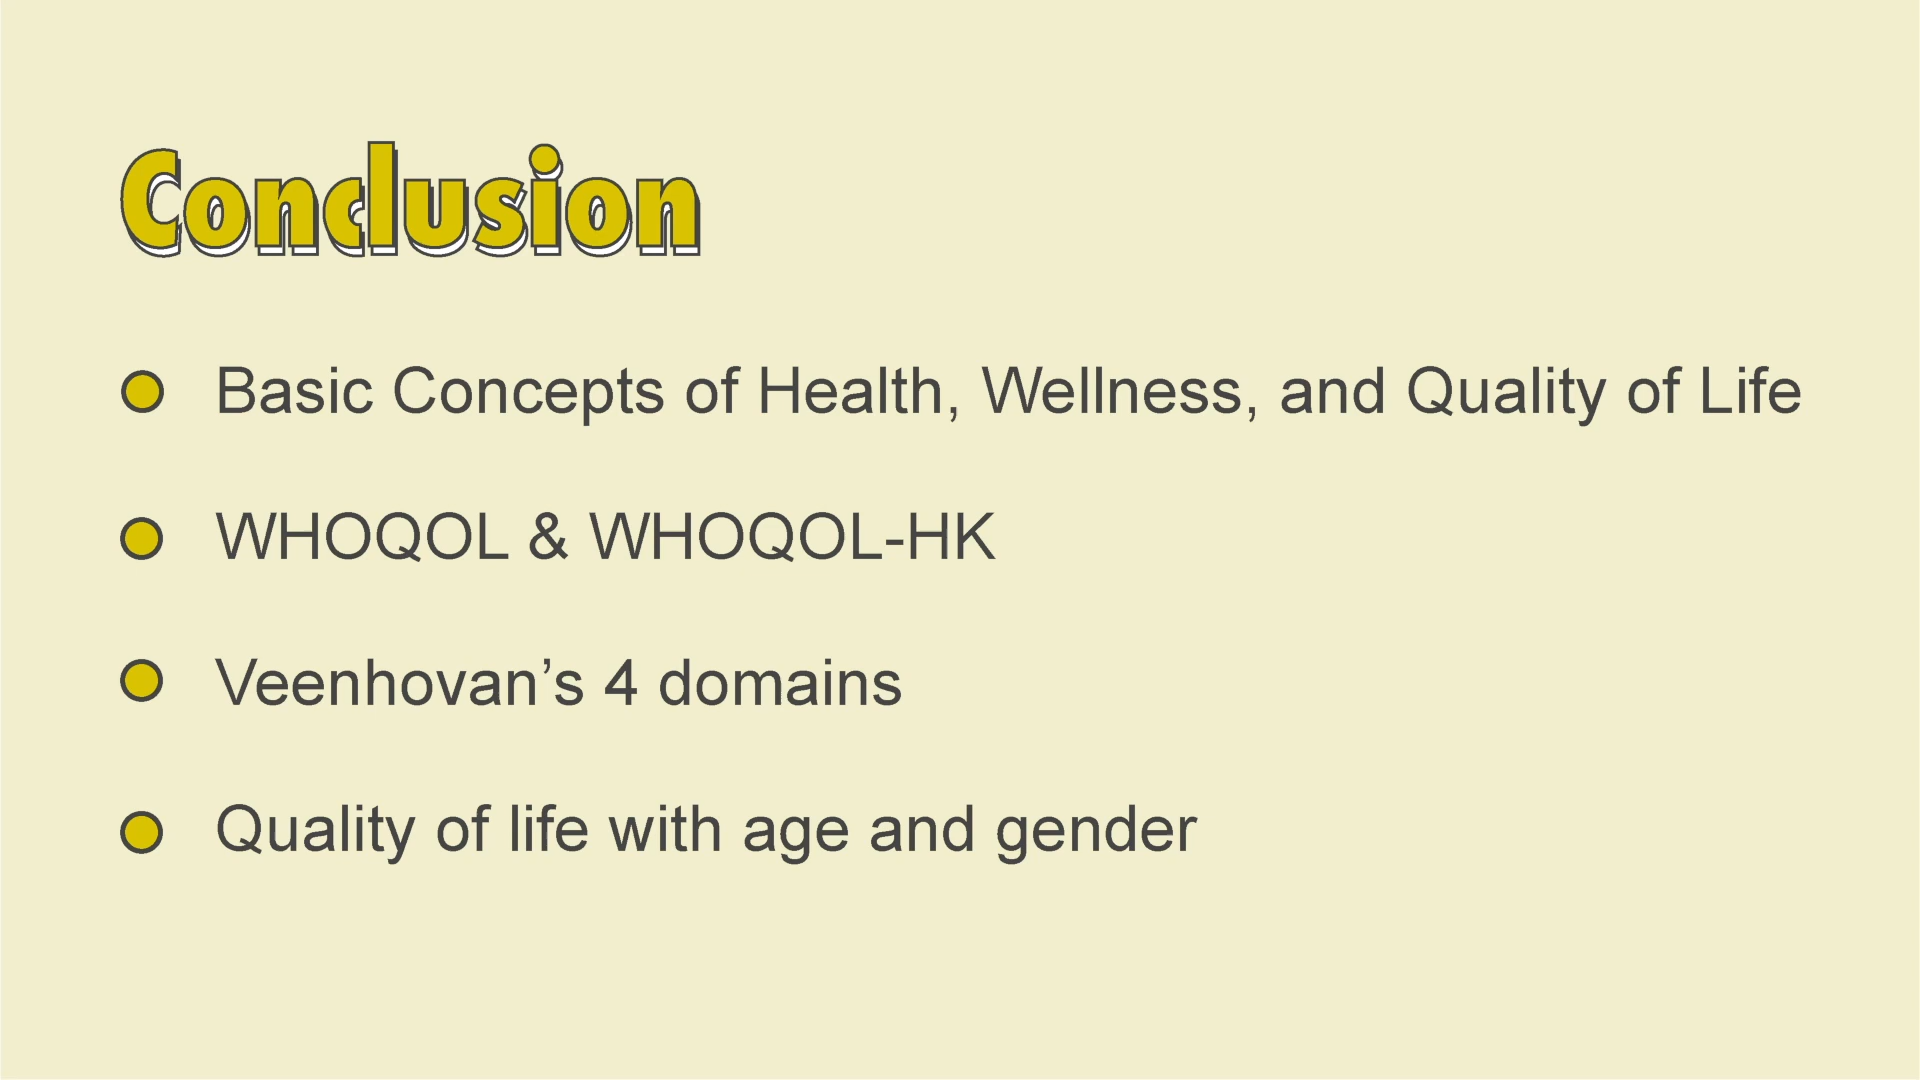 Conclusion
Basic Concepts of Health, Wellness, and Quality of Life
WHOQOL & WHOQOL-HK
Veenhovan’s 4 domains
Quality of life with age and gender